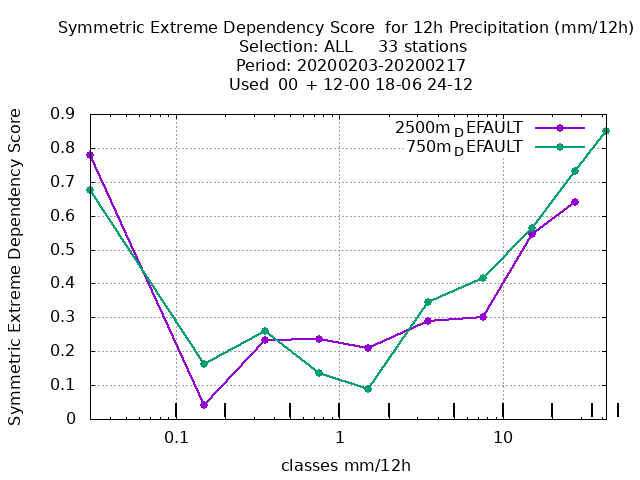 Symmetric Extreme Dependency Score  for 12h Precipitation (mm/12h)
Selection: ALL     33 stations
Period: 20200203-20200217
Used  00 + 12-00 18-06 24-12
Symmetric Extreme Dependency Score
0.9
0.8
0.7
0.6
0.5
0.4
0.3
0.2
0.1
0
2500m_DEFAULT
750m_DEFAULT
0.1
1
10
classes mm/12h